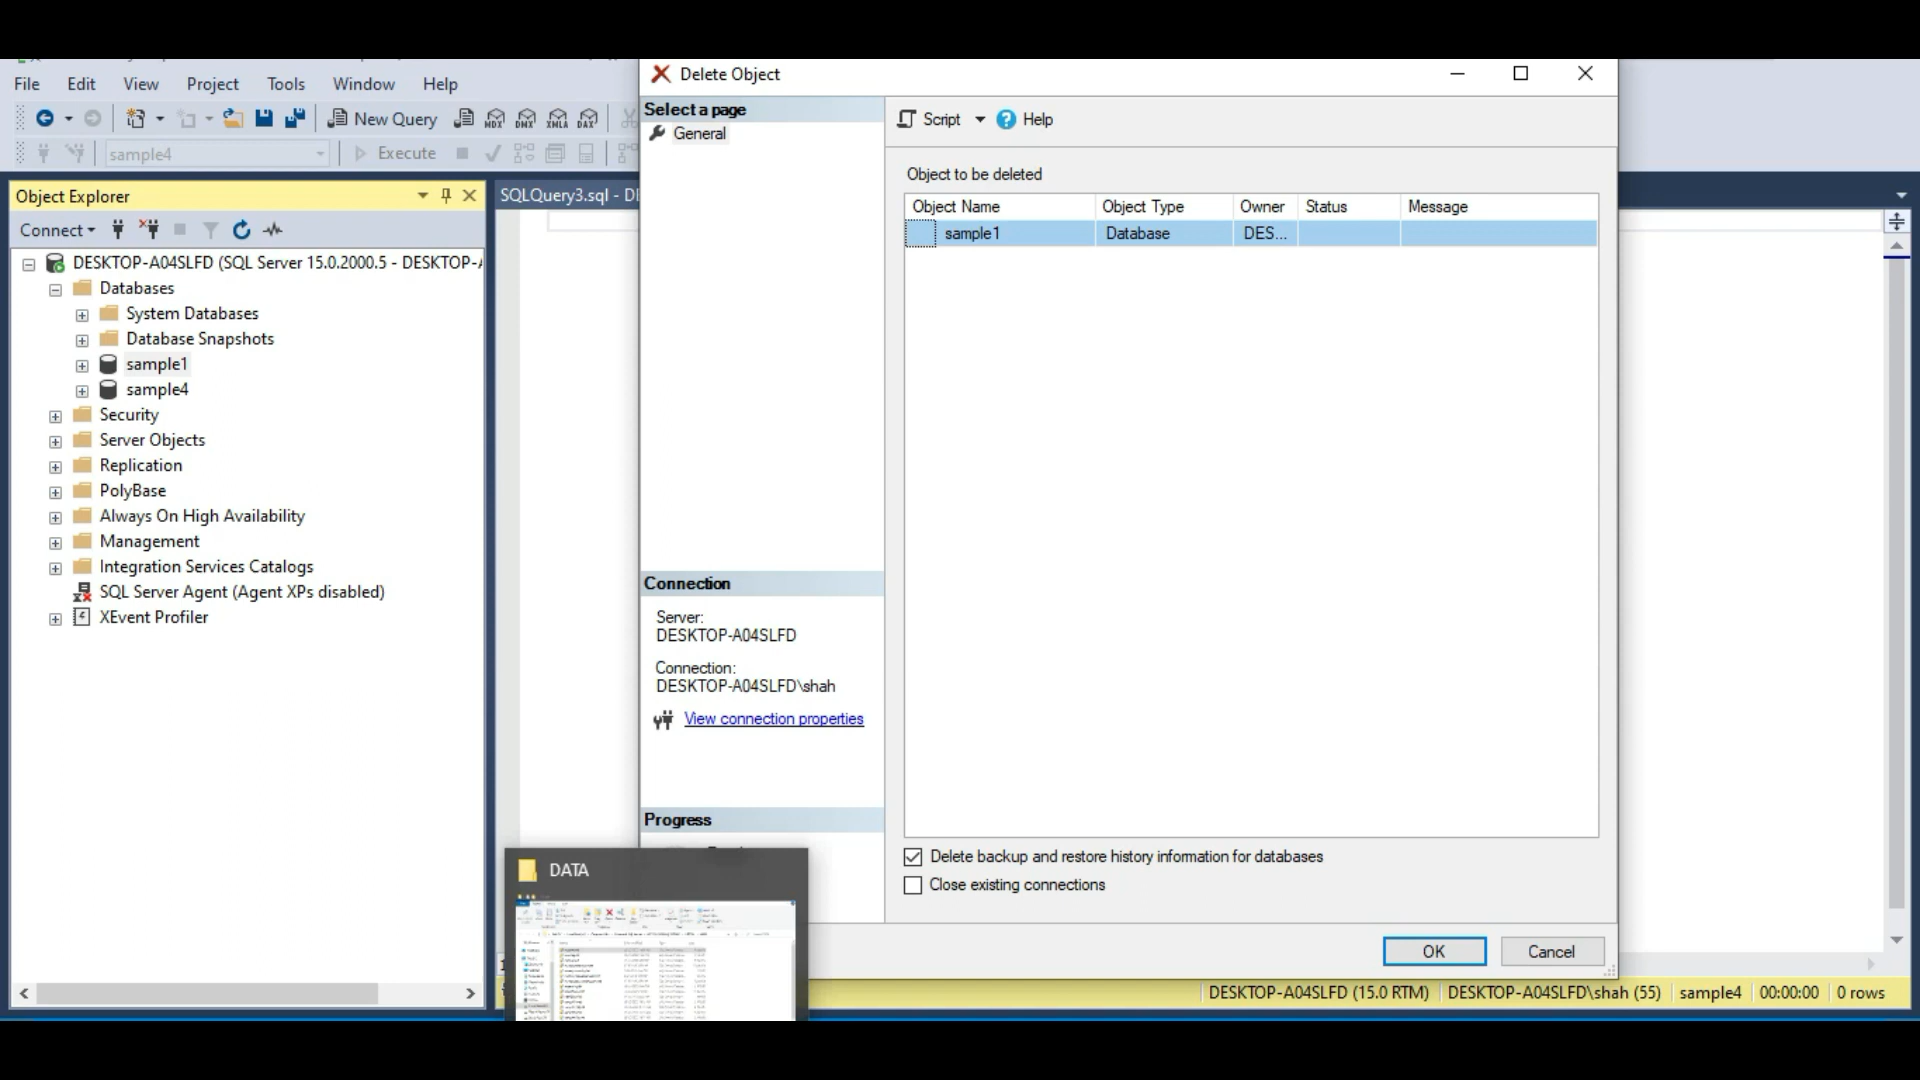 File Edit View Project Tools Window Help
New Query MDX DMX XMLA DAX
sample4 Execute
Object Explorer
Connect
DESKTOP-A04SLFD (SQL Server 15.0.2000.5 - DESKTOP-
Databases
System Databases
Database Snapshots
sample1
sample4
Security
Server Objects
Replication
PolyBase
Always On High Availability
Management
Integration Services Catalogs
SQL Server Agent (Agent XPs disabled)
XEvent Profiler
SQLQuery3.sql - D
Delete Object
Select a page
General
Script Help
Object to be deleted
Object Name Object Type Owner Status Message
sample1 Database DES...
Connection
Server:
DESKTOP-A04SLFD
Connection:
DESKTOP-A04SLFD\shah
View connection properties
Progress
DATA
Delete backup and restore history information for databases
Close existing connections
OK Cancel
DESKTOP-A04SLFD (15.0 RTM) DESKTOP-A04SLFD\shah (55) sample4 00:00:00 0 rows